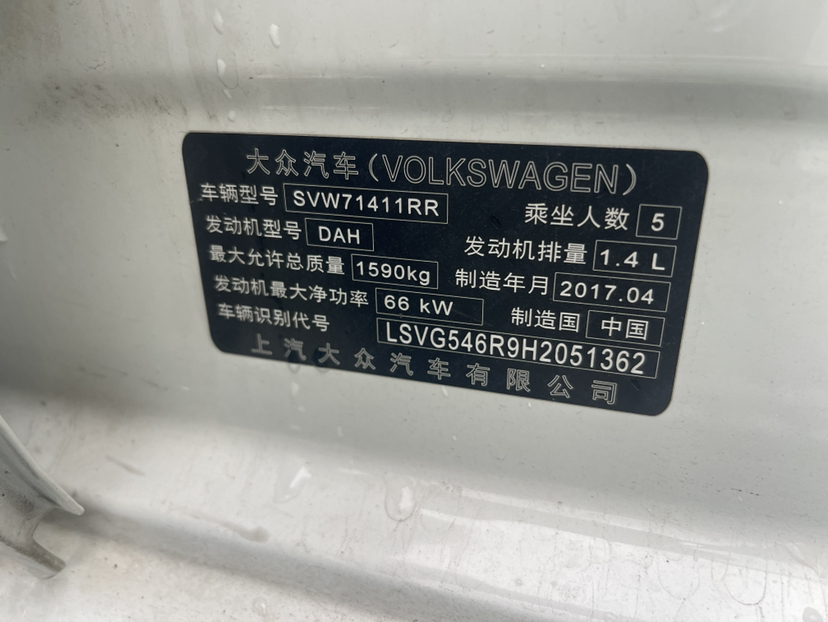 大众汽车(VOLKSWAGEN)
车辆型号 SVW71411RR 乘坐人数 5
发动机型号 DAH 发动机排量 1.4 L
最大允许总质量 1590kg 制造年月 2017.04
发动机最大净功率 66 kW 制造国 中国
车辆识别代号 LSVG546R9H2051362
上汽大众汽车有限公司